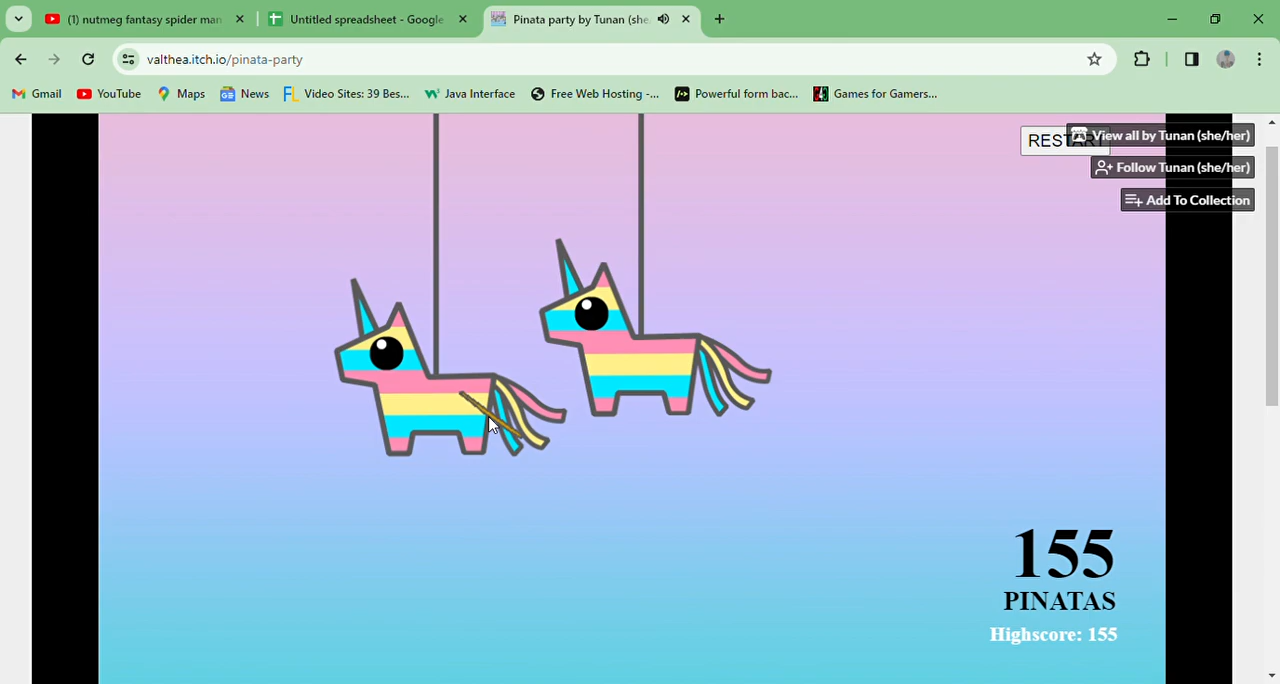 (1) nutmeg fantasy spider man
Untitled spreadsheet - Google
Pinata party by Tunan (she
valthea.itch.io/pinata-party
Gmail
YouTube
Maps
News
Video Sites: 39 Bes...
Java Interface
Free Web Hosting -...
Powerful form bac...
Games for Gamers...
RESTART
View all by Tunan (she/her)
Follow Tunan (she/her)
Add To Collection
155
PINATAS
Highscore: 155